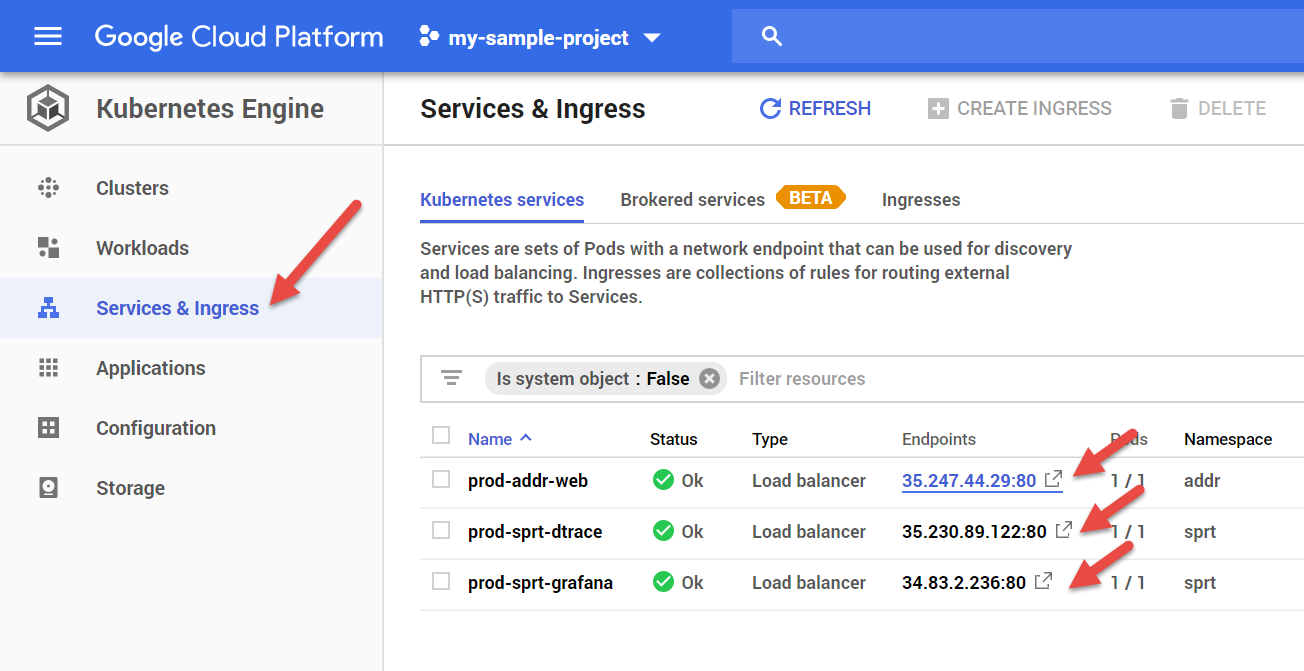 Google Cloud Platform my-sample-project
Kubernetes Engine
Clusters
Workloads
Services & Ingress
Applications
Configuration
Storage
Services & Ingress REFRESH CREATE INGRESS DELETE
Kubernetes services Brokered services BETA Ingresses
Services are sets of Pods with a network endpoint that can be used for discovery
and load balancing. Ingresses are collections of rules for routing external
HTTP(S) traffic to Services.
Is system object : False Filter resources
Name Status Type Endpoints Pods Namespace
prod-addr-web Ok Load balancer 35.247.44.29:80 1 / 1 addr
prod-sprt-dtrace Ok Load balancer 35.230.89.122:80 1 / 1 sprt
prod-sprt-grafana Ok Load balancer 34.83.2.236:80 1 / 1 sprt